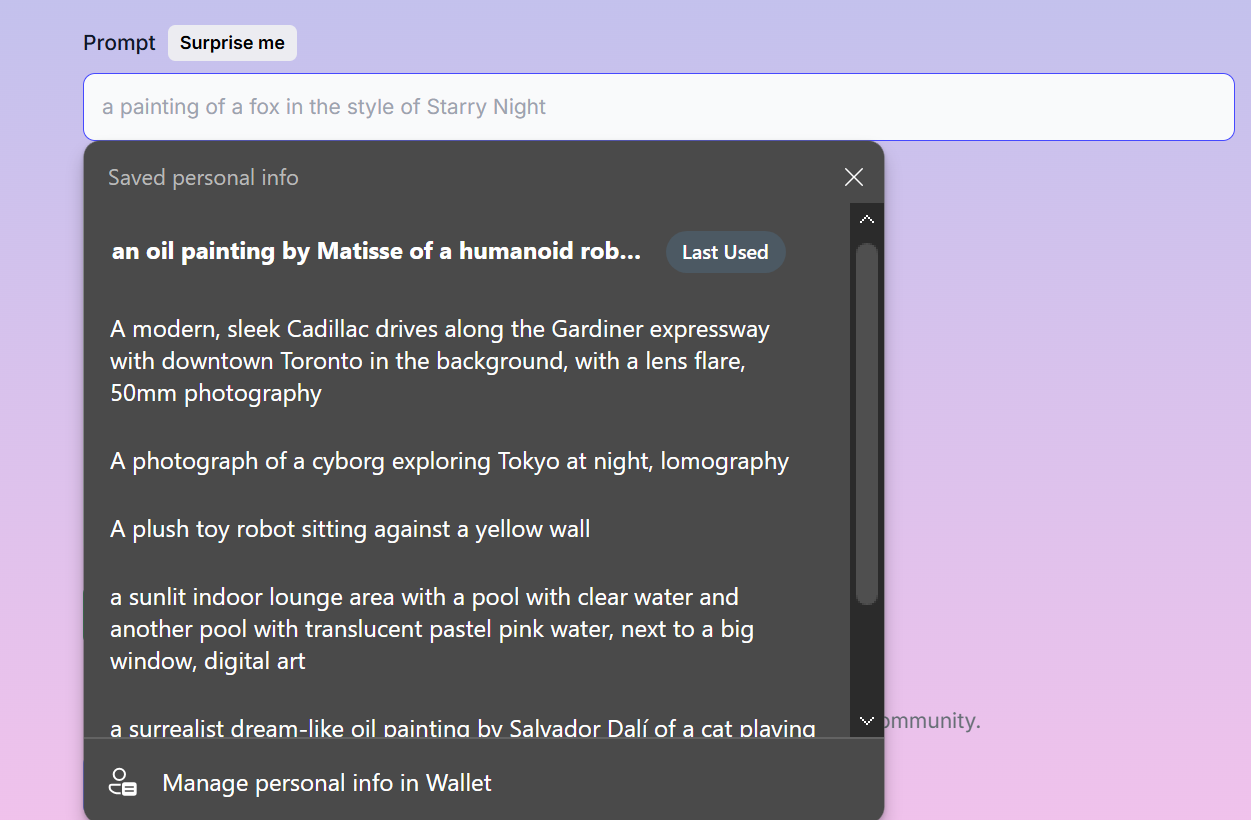 Prompt Surprise me
a painting of a fox in the style of Starry Night
Saved personal info
an oil painting by Matisse of a humanoid rob... Last Used
A modern, sleek Cadillac drives along the Gardiner expressway
with downtown Toronto in the background, with a lens flare,
50mm photography
A photograph of a cyborg exploring Tokyo at night, lomography
A plush toy robot sitting against a yellow wall
a sunlit indoor lounge area with a pool with clear water and
another pool with translucent pastel pink water, next to a big
window, digital art
a surrealist dream-like oil painting by Salvador Dalí of a cat playing
ommunity.
Manage personal info in Wallet